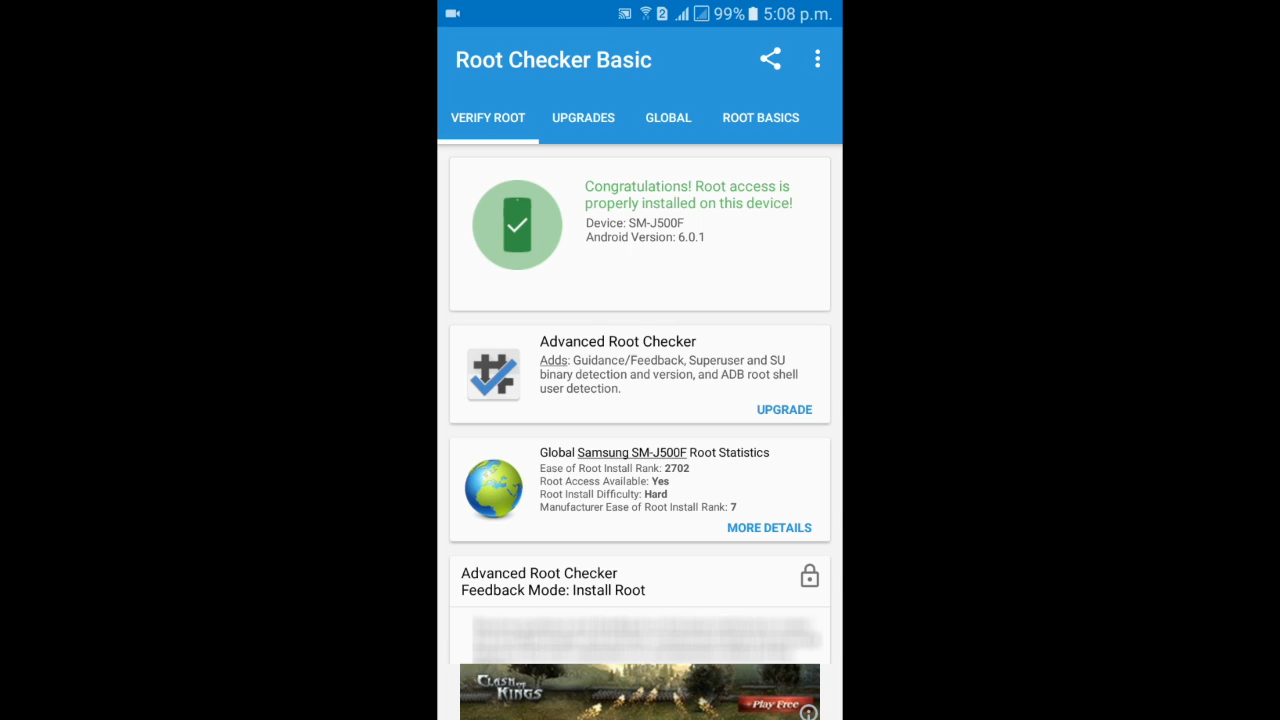 2 99% 5:08 p.m.
Root Checker Basic
VERIFY ROOT UPGRADES GLOBAL ROOT BASICS
Congratulations! Root access is
properly installed on this device!
Device: SM-J500F
Android Version: 6.0.1
Advanced Root Checker
Adds: Guidance/Feedback, Superuser and SU
binary detection and version, and ADB root shell
user detection.
UPGRADE
Global Samsung SM-J500F Root Statistics
Ease of Root Install Rank: 2702
Root Access Available: Yes
Root Install Difficulty: Hard
Manufacturer Ease of Root Install Rank: 7
MORE DETAILS
Advanced Root Checker
Feedback Mode: Install Root
CLASH OF
KINGS
Play Free